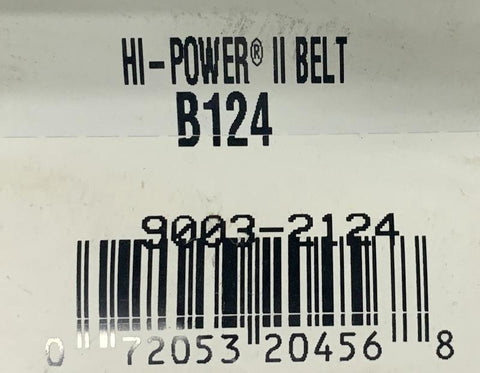 HI-POWER® II BELT
B124
9003-2124
0 72053 20456 8